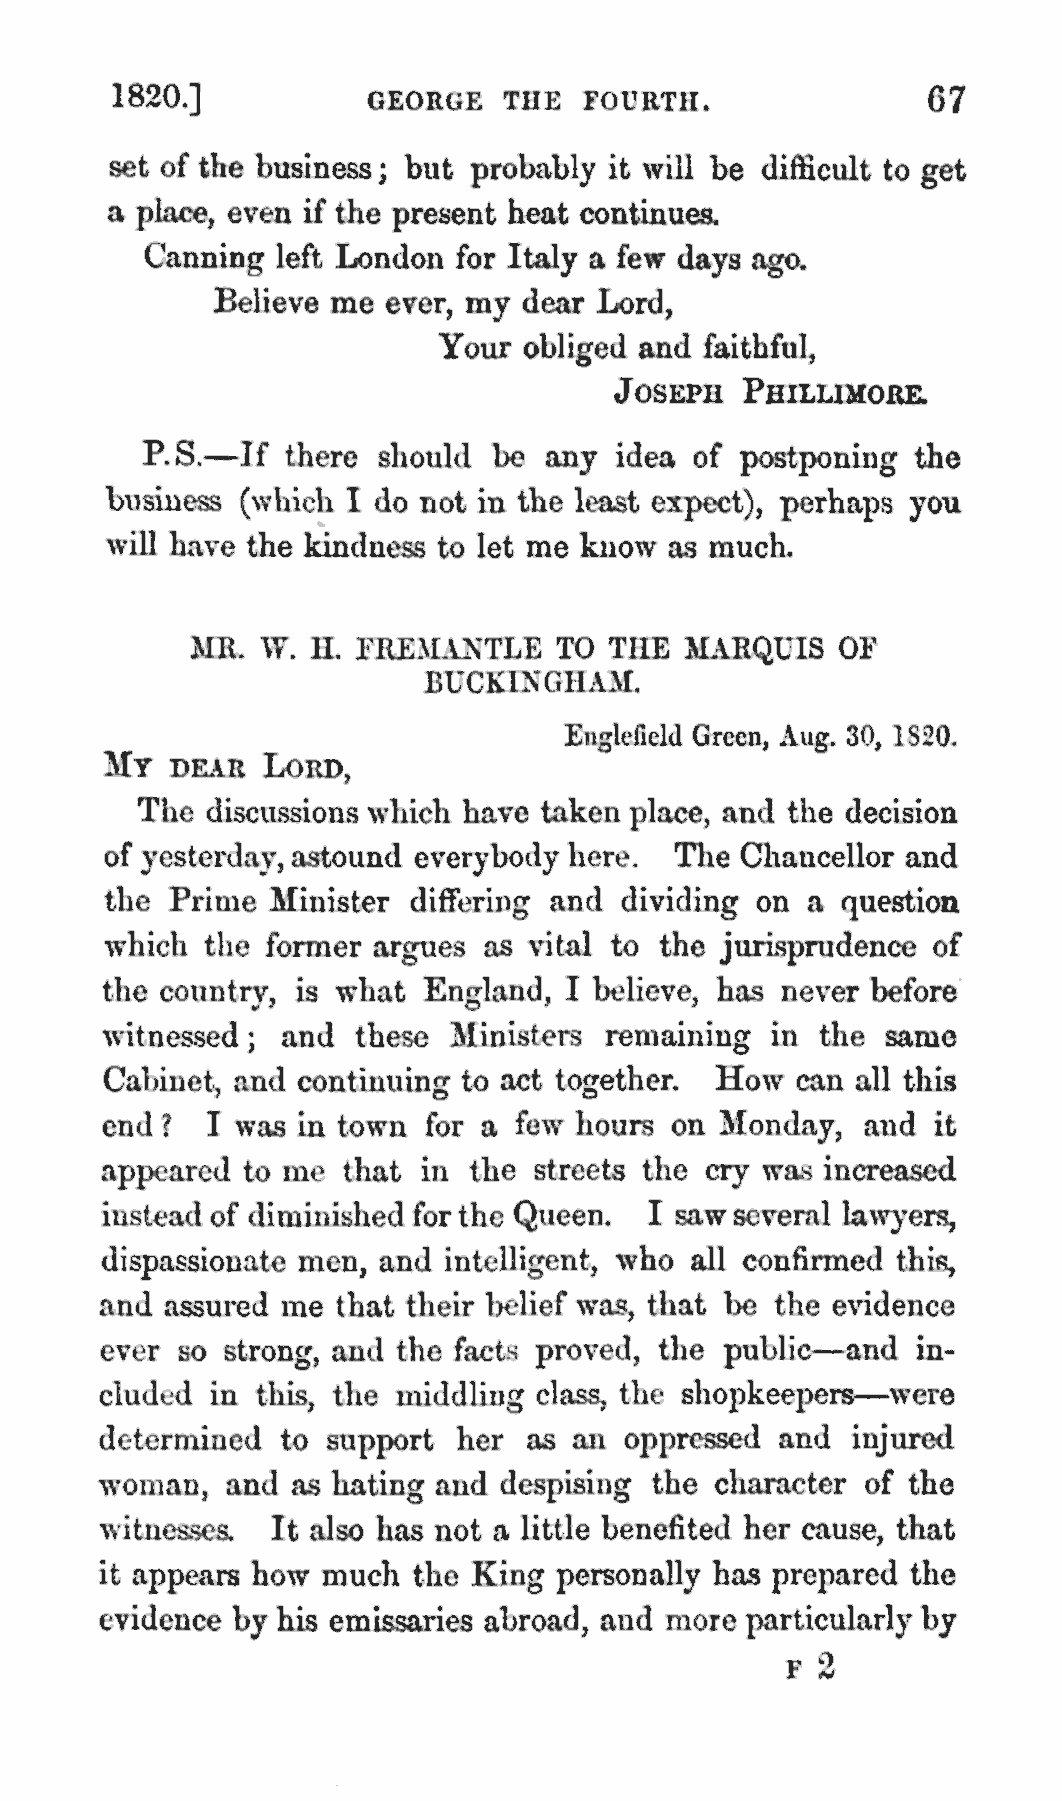 1820.] GEORGE THE FOURTH. 67
set of the business; but probably it will be difficult to get
a place, even if the present heat continues.
Canning left London for Italy a few days ago.
Believe me ever, my dear Lord,
Your obliged and faithful,
JOSEPH PHILLIMORE.
P.S.—If there should be any idea of postponing the
business (which I do not in the least expect), perhaps you
will have the kindness to let me know as much.
MR. W. H. FREMANTLE TO THE MARQUIS OF
BUCKINGHAM.
Englefield Green, Aug. 30, 1820.
MY DEAR LORD,
The discussions which have taken place, and the decision
of yesterday, astound everybody here. The Chancellor and
the Prime Minister differing and dividing on a question
which the former argues as vital to the jurisprudence of
the country, is what England, I believe, has never before
witnessed; and these Ministers remaining in the same
Cabinet, and continuing to act together. How can all this
end? I was in town for a few hours on Monday, and it
appeared to me that in the streets the cry was increased
instead of diminished for the Queen. I saw several lawyers,
dispassionate men, and intelligent, who all confirmed this,
and assured me that their belief was, that be the evidence
ever so strong, and the facts proved, the public—and in-
cluded in this, the middling class, the shopkeepers—were
determined to support her as an oppressed and injured
woman, and as hating and despising the character of the
witnesses. It also has not a little benefited her cause, that
it appears how much the King personally has prepared the
evidence by his emissaries abroad, and more particularly by
F 2